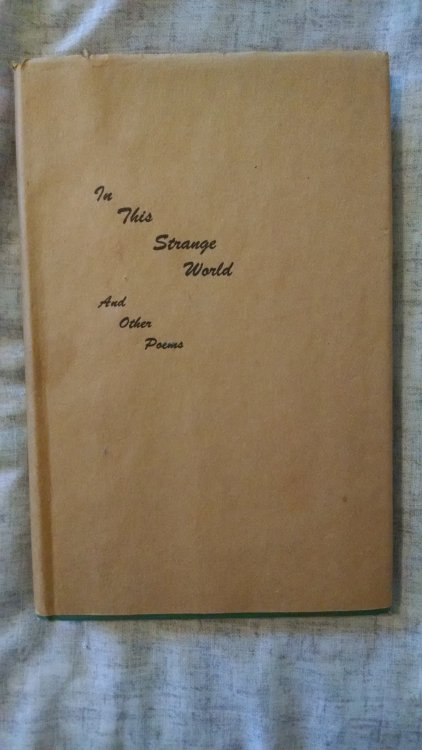 In
This
Strange
World
And
Other
Poems